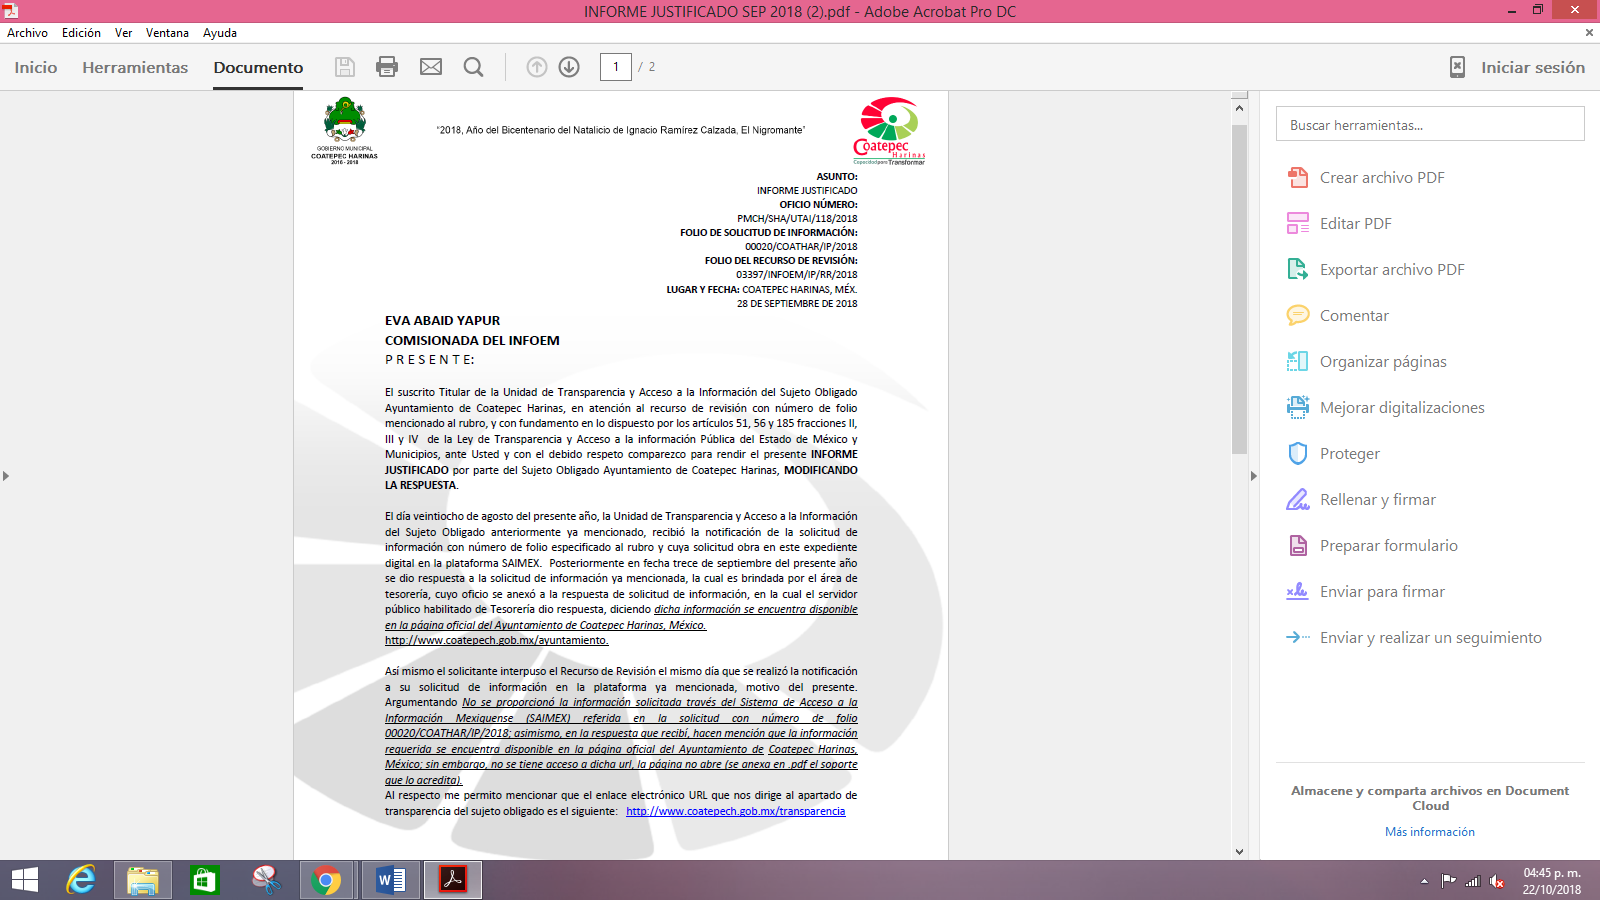 INFORME JUSTIFICADO SEP 2018 (2).pdf - Adobe Acrobat Pro DC
Archivo Edición Ver Ventana Ayuda
Inicio Herramientas Documento 1 / 2 Iniciar sesión
GOBIERNO MUNICIPAL
COATEPEC HARINAS
2016 - 2018
"2018, Año del Bicentenario del Natalicio de Ignacio Ramírez Calzada, El Nigromante"
Coatepec
Harinas
Capacidad para Transformar
ASUNTO:
INFORME JUSTIFICADO
OFICIO NÚMERO:
PMCH/SHA/UTAI/118/2018
FOLIO DE SOLICITUD DE INFORMACIÓN:
00020/COATHAR/IP/2018
FOLIO DEL RECURSO DE REVISIÓN:
03397/INFOEM/IP/RR/2018
LUGAR Y FECHA: COATEPEC HARINAS, MÉX.
28 DE SEPTIEMBRE DE 2018
EVA ABAID YAPUR
COMISIONADA DEL INFOEM
P R E S E N T E:
El suscrito Titular de la Unidad de Transparencia y Acceso a la Información del Sujeto Obligado
Ayuntamiento de Coatepec Harinas, en atención al recurso de revisión con número de folio
mencionado al rubro, y con fundamento en lo dispuesto por los artículos 51, 56 y 185 fracciones II,
III y IV de la Ley de Transparencia y Acceso a la información Pública del Estado de México y
Municipios, ante Usted y con el debido respeto comparezco para rendir el presente INFORME
JUSTIFICADO por parte del Sujeto Obligado Ayuntamiento de Coatepec Harinas, MODIFICANDO
LA RESPUESTA.
El día veintiocho de agosto del presente año, la Unidad de Transparencia y Acceso a la Información
del Sujeto Obligado anteriormente ya mencionado, recibió la notificación de la solicitud de
información con número de folio especificado al rubro y cuya solicitud obra en este expediente
digital en la plataforma SAIMEX. Posteriormente en fecha trece de septiembre del presente año
se dio respuesta a la solicitud de información ya mencionada, la cual es brindada por el área de
tesorería, cuyo oficio se anexó a la respuesta de solicitud de información, en la cual el servidor
público habilitado de Tesorería dio respuesta, diciendo dicha información se encuentra disponible
en la página oficial del Ayuntamiento de Coatepec Harinas, México.
http://www.coatepech.gob.mx/ayuntamiento.
Así mismo el solicitante interpuso el Recurso de Revisión el mismo día que se realizó la notificación
a su solicitud de información en la plataforma ya mencionada, motivo del presente.
Argumentando No se proporcionó la información solicitada través del Sistema de Acceso a la
Información Mexiquense (SAIMEX) referida en la solicitud con número de folio
00020/COATHAR/IP/2018; asimismo, en la respuesta que recibí, hacen mención que la información
requerida se encuentra disponible en la página oficial del Ayuntamiento de Coatepec Harinas,
México; sin embargo, no se tiene acceso a dicha url, la página no abre (se anexa en .pdf el soporte
que lo acredita).
Al respecto me permito mencionar que el enlace electrónico URL que nos dirige al apartado de
transparencia del sujeto obligado es el siguiente: http://www.coatepech.gob.mx/transparencia
Buscar herramientas...
Crear archivo PDF
Editar PDF
Exportar archivo PDF
Comentar
Organizar páginas
Mejorar digitalizaciones
Proteger
Rellenar y firmar
Preparar formulario
Enviar para firmar
Enviar y realizar un seguimiento
Almacene y comparta archivos en Document
Cloud
Más información
04:45 p. m.
22/10/2018